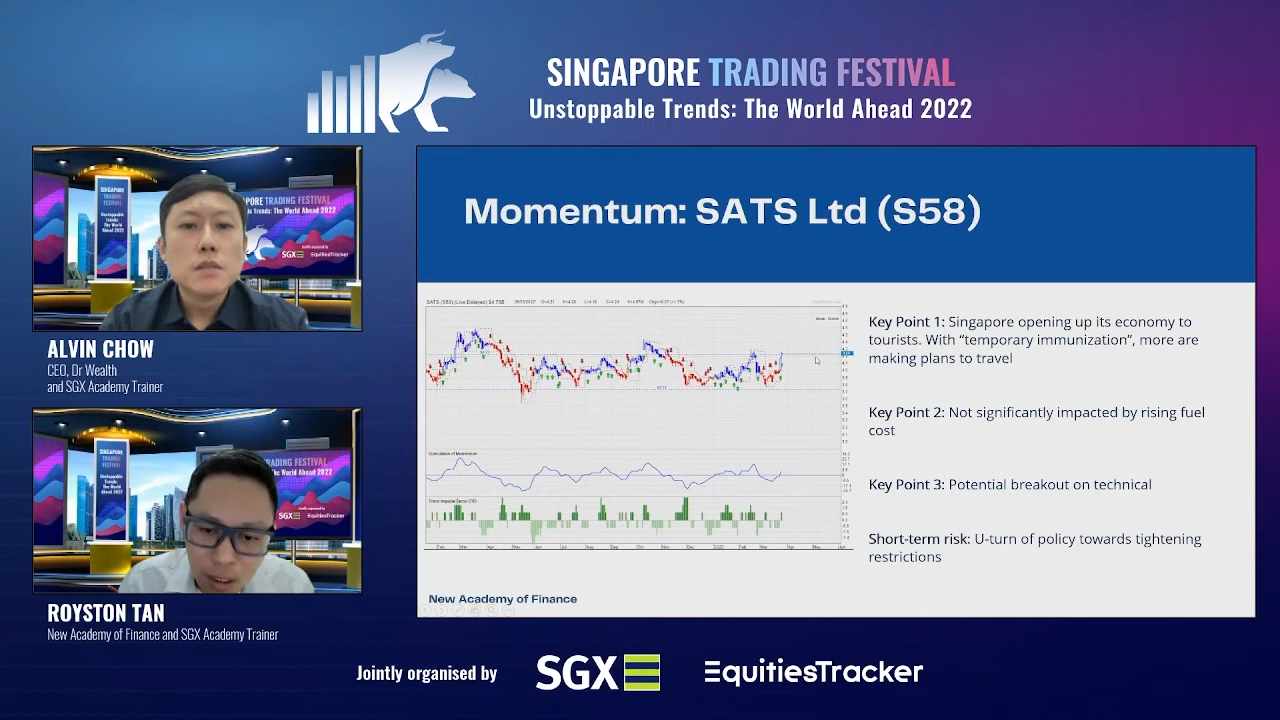 SINGAPORE TRADING FESTIVAL
Unstoppable Trends: The World Ahead 2022
ALVIN CHOW
CEO, Dr Wealth
and SGX Academy Trainer
ROYSTON TAN
New Academy of Finance and SGX Academy Trainer
Momentum: SATS Ltd (S58)
Key Point 1: Singapore opening up its economy to
tourists. With “temporary immunization”, more are
making plans to travel
Key Point 2: Not significantly impacted by rising fuel
cost
Key Point 3: Potential breakout on technical
Short-term risk: U-turn of policy towards tightening
restrictions
New Academy of Finance
Jointly organised by
SGX
EquitiesTracker